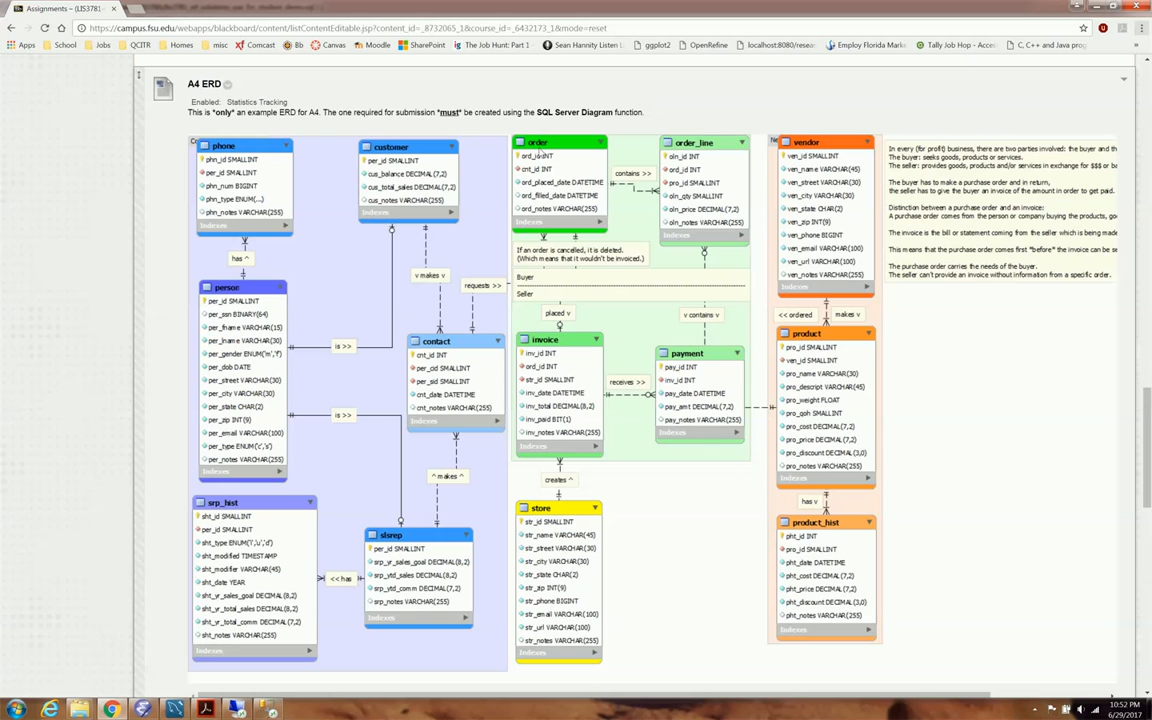 Assignments – (LIS3781
https://campus.fsu.edu/webapps/blackboard/content/listContentEditable.jsp?content_id=_8732065_1&course_id=_6432173_1&mode=reset
Apps School Jobs QCITR Homes misc Comcast Bb Canvas Moodle SharePoint The Job Hunt: Part 1 Sean Hannity Listen ggplot2 OpenRefine localhost:8080/resea Employ Florida Market Tally Job Hop - Acces C, C++ and Java prog
A4 ERD
Enabled: Statistics Tracking
This is *only* an example ERD for A4. The one required for submission *must* be created using the SQL Server Diagram function.
phone
phn_id SMALLINT
per_id SMALLINT
phn_num BIGINT
phn_type ENUM(...)
phn_notes VARCHAR(255)
Indexes
customer
per_id SMALLINT
cus_balance DECIMAL(7,2)
cus_total_sales DECIMAL(7,2)
cus_notes VARCHAR(255)
Indexes
order
ord_id INT
cnt_id INT
ord_placed_date DATETIME
ord_filled_date DATETIME
ord_notes VARCHAR(255)
Indexes
contains >>
order_line
oln_id INT
ord_id INT
pro_id SMALLINT
oln_qty SMALLINT
oln_price DECIMAL(7,2)
oln_notes VARCHAR(255)
Indexes
vendor
ven_id SMALLINT
ven_name VARCHAR(45)
ven_street VARCHAR(30)
ven_city VARCHAR(30)
ven_state CHAR(2)
ven_zip INT(9)
ven_phone BIGINT
ven_email VARCHAR(100)
ven_url VARCHAR(100)
ven_notes VARCHAR(255)
Indexes
In every (for profit) business, there are two parties involved: the buyer and th
The buyer: seeks goods, products or services.
The seller: provides goods, products and/or services in exchange for $$$ or b
The buyer has to make a purchase order and in return,
the seller has to give the buyer an invoice of the amount in order to get paid.
Distinction between a purchase order and an invoice:
A purchase order comes from the person or company buying the products, go
The invoice is the bill or statement coming from the seller which is being made
This means that the purchase order comes first *before* the invoice can be se
The purchase order carries the needs of the buyer.
The seller can't provide an invoice without information from a specific order.
If an order is cancelled, it is deleted.
(Which means that it wouldn't be invoiced.)
Buyer
Seller
has ^
v makes
requests >>
placed v
v contains
<< ordered
makes v
person
per_id SMALLINT
per_ssn BINARY(64)
per_fname VARCHAR(15)
per_lname VARCHAR(30)
per_gender ENUM('m','f')
per_dob DATE
per_street VARCHAR(30)
per_city VARCHAR(30)
per_state CHAR(2)
per_zip INT(9)
per_email VARCHAR(100)
per_type ENUM('c','s')
per_notes VARCHAR(255)
Indexes
is >>
is >>
contact
cnt_id INT
per_cid SMALLINT
per_sid SMALLINT
cnt_date DATETIME
cnt_notes VARCHAR(255)
Indexes
^ makes ^
invoice
inv_id INT
ord_id INT
str_id SMALLINT
inv_date DATETIME
inv_total DECIMAL(8,2)
inv_paid BIT(1)
inv_notes VARCHAR(255)
Indexes
receives >>
payment
pay_id INT
inv_id INT
pay_date DATETIME
pay_amt DECIMAL(7,2)
pay_notes VARCHAR(255)
Indexes
product
pro_id SMALLINT
ven_id SMALLINT
pro_name VARCHAR(30)
pro_descript VARCHAR(45)
pro_weight FLOAT
pro_qoh SMALLINT
pro_cost DECIMAL(7,2)
pro_price DECIMAL(7,2)
pro_discount DECIMAL(3,0)
pro_notes VARCHAR(255)
Indexes
creates ^
has v
srp_hist
sht_id SMALLINT
per_id SMALLINT
sht_type ENUM('i','u','d')
sht_modified TIMESTAMP
sht_modifier VARCHAR(45)
sht_date YEAR
sht_yr_sales_goal DECIMAL(8,2)
sht_yr_total_sales DECIMAL(8,2)
sht_yr_total_comm DECIMAL(7,2)
sht_notes VARCHAR(255)
Indexes
<< has
slsrep
per_id SMALLINT
srp_yr_sales_goal DECIMAL(8,2)
srp_ytd_sales DECIMAL(8,2)
srp_ytd_comm DECIMAL(7,2)
srp_notes VARCHAR(255)
Indexes
store
str_id SMALLINT
str_name VARCHAR(45)
str_street VARCHAR(30)
str_city VARCHAR(30)
str_state CHAR(2)
str_zip INT(9)
str_phone BIGINT
str_email VARCHAR(100)
str_url VARCHAR(100)
str_notes VARCHAR(255)
Indexes
product_hist
pht_id INT
pro_id SMALLINT
pht_date DATETIME
pht_cost DECIMAL(7,2)
pht_price DECIMAL(7,2)
pht_discount DECIMAL(3,0)
pht_notes VARCHAR(255)
Indexes
10:52 PM
6/29/2017